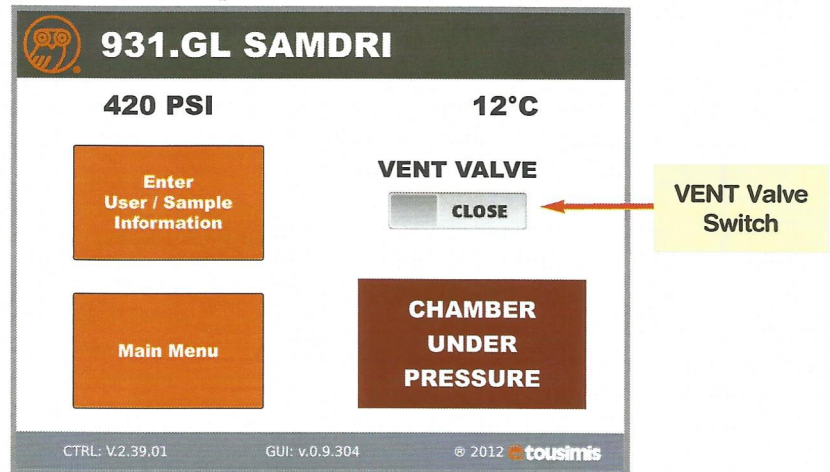 931.GL SAMDRI
420 PSI
12°C
Enter
User / Sample
Information
VENT VALVE
CLOSE
VENT Valve
Switch
Main Menu
CHAMBER
UNDER
PRESSURE
CTRL: V.2.39.01
GUI: v.0.9.304
® 2012 tousimis